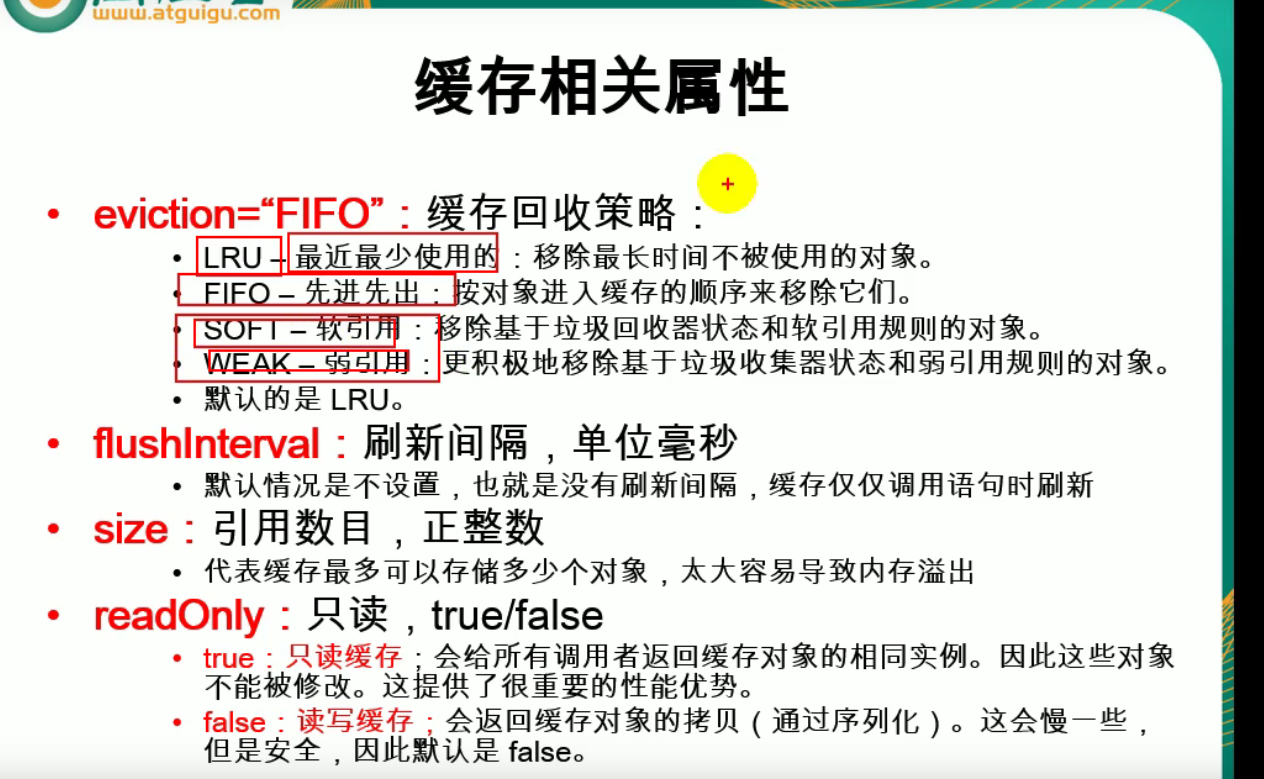 www.atguigu.com
缓存相关属性
• eviction=“FIFO”：缓存回收策略：
• LRU – 最近最少使用的：移除最长时间不被使用的对象。
• FIFO – 先进先出：按对象进入缓存的顺序来移除它们。
• SOFT – 软引用：移除基于垃圾回收器状态和软引用规则的对象。
• WEAK – 弱引用：更积极地移除基于垃圾收集器状态和弱引用规则的对象。
• 默认的是 LRU。
• flushInterval：刷新间隔，单位毫秒
• 默认情况是不设置，也就是没有刷新间隔，缓存仅仅调用语句时刷新
• size：引用数目，正整数
• 代表缓存最多可以存储多少个对象，太大容易导致内存溢出
• readOnly：只读，true/false
• true：只读缓存；会给所有调用者返回缓存对象的相同实例。因此这些对象
不能被修改。这提供了很重要的性能优势。
• false：读写缓存；会返回缓存对象的拷贝（通过序列化）。这会慢一些，
但是安全，因此默认是 false。